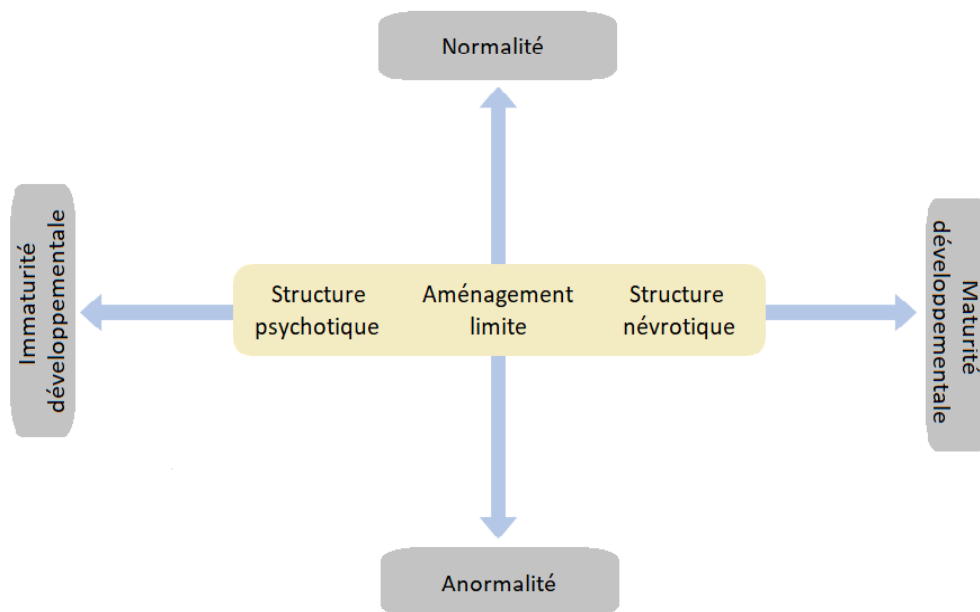 Normalité
Immaturité
développementale
Structure
psychotique
Aménagement
limite
Structure
névrotique
Maturité
développementale
Anormalité